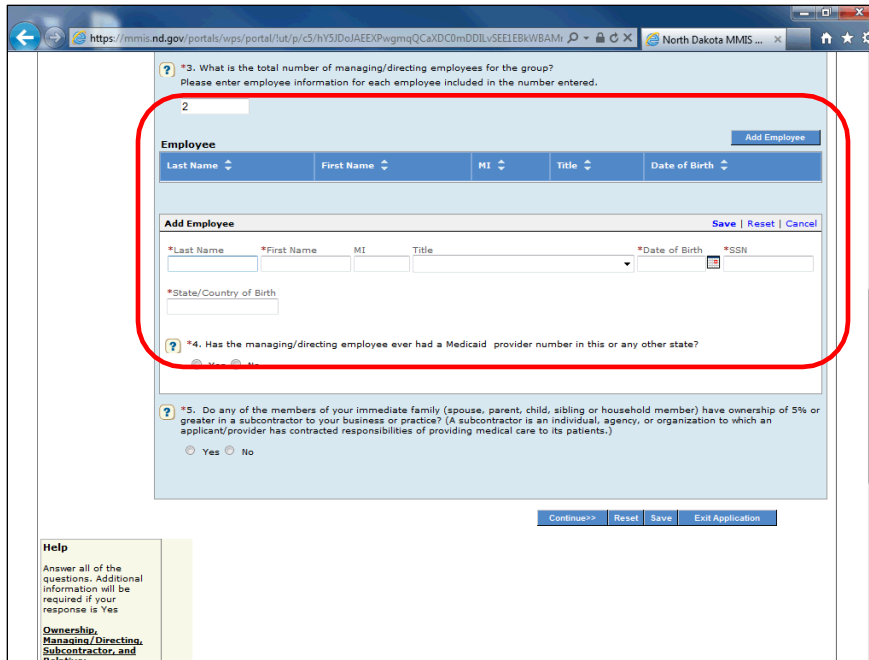 https://mmis.nd.gov/portals/wps/portal/!ut/p/c5/hY5JDoJAEEXPwgmqQCaXDC0mDDILvSEE1EBkWBAM
North Dakota MMIS ...
*3. What is the total number of managing/directing employees for the group?
Please enter employee information for each employee included in the number entered.
2
Add Employee
Employee
Last Name First Name MI Title Date of Birth
Add Employee Save | Reset | Cancel
*Last Name *First Name MI Title *Date of Birth *SSN
*State/Country of Birth
*4. Has the managing/directing employee ever had a Medicaid provider number in this or any other state?
Yes No
*5. Do any of the members of your immediate family (spouse, parent, child, sibling or household member) have ownership of 5% or
greater in a subcontractor to your business or practice? (A subcontractor is an individual, agency, or organization to which an
applicant/provider has contracted responsibilities of providing medical care to its patients.)
Yes No
Continue>> Reset Save Exit Application
Help
Answer all of the
questions. Additional
information will be
required if your
response is Yes
Ownership,
Managing/Directing,
Subcontractor, and
Relative: